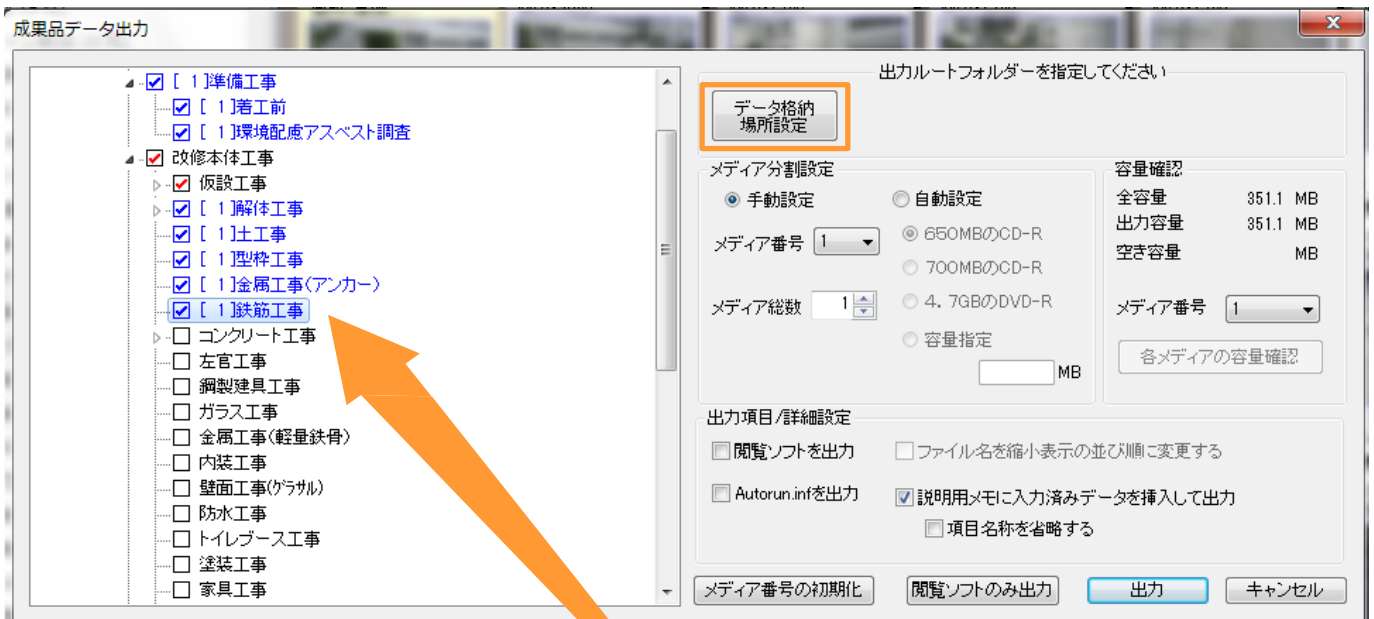 成果品データ出力
[ 1 ]準備工事
[ 1 ]着工前
[ 1 ]環境配慮アスベスト調査
改修本体工事
仮設工事
[ 1 ]解体工事
[ 1 ]土工事
[ 1 ]型枠工事
[ 1 ]金属工事(アンカー)
[ 1 ]鉄筋工事
コンクリート工事
左官工事
鋼製建具工事
ガラス工事
金属工事(軽量鉄骨)
内装工事
壁面工事(ｹﾞﾗｻﾙ)
防水工事
トイレブース工事
塗装工事
家具工事
出力ルートフォルダーを指定してください
データ格納
場所設定
メディア分割設定
手動設定
自動設定
メディア番号 1
650MBのCD-R
700MBのCD-R
メディア総数 1
4．7GBのDVD-R
容量指定
MB
容量確認
全容量 351.1 MB
出力容量 351.1 MB
空き容量 MB
メディア番号 1
各メディアの容量確認
出力項目/詳細設定
閲覧ソフトを出力
ファイル名を縮小表示の並び順に変更する
Autorun.infを出力
説明用メモに入力済みデータを挿入して出力
項目名称を省略する
メディア番号の初期化
閲覧ソフトのみ出力
出力
キャンセル